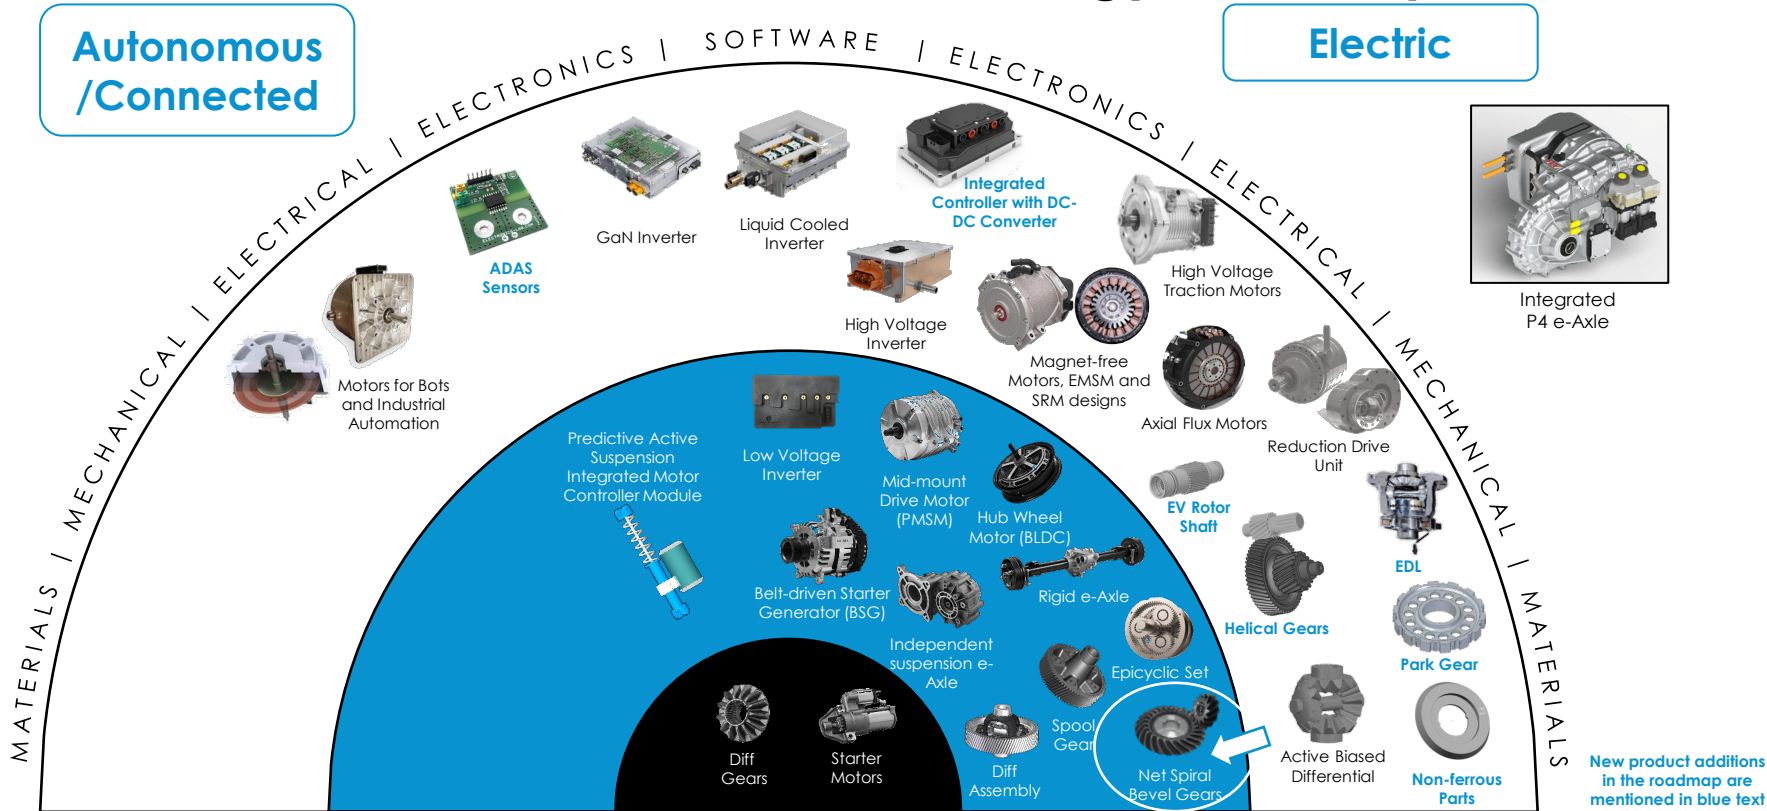 Autonomous
/Connected
Electric
MATERIALS | MECHANICAL | ELECTRICAL | ELECTRONICS | SOFTWARE | ELECTRONICS | ELECTRICAL | MECHANICAL | MATERIALS
ADAS
Sensors
GaN Inverter
Liquid Cooled
Inverter
Integrated
Controller with DC-
DC Converter
High Voltage
Traction Motors
Integrated
P4 e-Axle
High Voltage
Inverter
Magnet-free
Motors, EMSM and
SRM designs
Axial Flux Motors
Reduction Drive
Unit
Motors for Bots
and Industrial
Automation
Predictive Active
Suspension
Integrated Motor
Controller Module
Low Voltage
Inverter
Mid-mount
Drive Motor
(PMSM)
Hub Wheel
Motor (BLDC)
EV Rotor
Shaft
EDL
Belt-driven Starter
Generator (BSG)
Rigid e-Axle
Helical Gears
Independent
suspension e-
Axle
Epicyclic Set
Park Gear
Spool
Gear
Diff
Gears
Starter
Motors
Diff
Assembly
Net Spiral
Bevel Gears
Active Biased
Differential
Non-ferrous
Parts
New product additions
in the roadmap are
mentioned in blue text